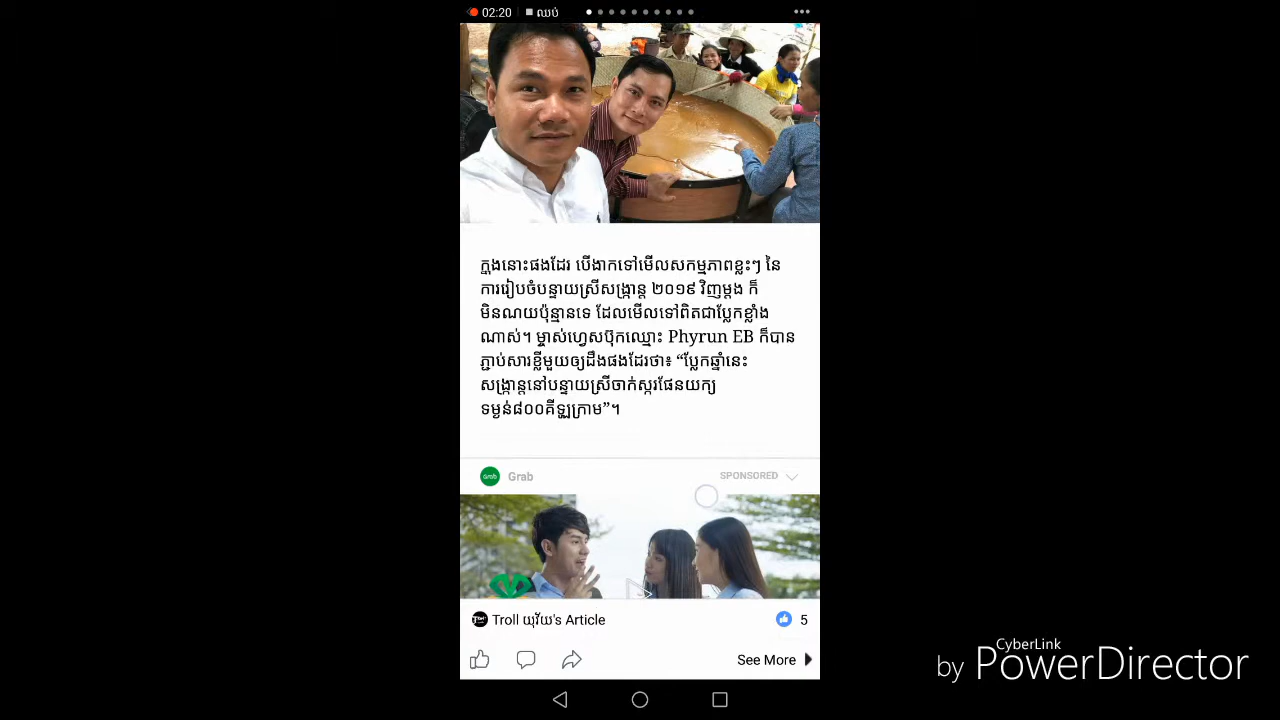 02:20 ឈប់
ក្នុងនោះផងដែរ បើងាកទៅមើលសកម្មភាពខ្លះៗ នៃ
ការរៀបចំបន្ទាយស្រីសង្ក្រាន្ត ២០១៩ វិញម្ដង ក៏
មិនណយប៉ុន្មានទេ ដែលមើលទៅពិតជាប្លែកខ្លាំង
ណាស់។ ម្ចាស់ហ្វេសប៊ុកឈ្មោះ Phyrun EB ក៏បាន
ភ្ជាប់សារខ្លីមួយឲ្យដឹងផងដែរថា៖ “ប្លែកឆ្នាំនេះ
សង្ក្រាន្តនៅបន្ទាយស្រីចាក់ស្ករផែនយក្ស
ទម្ងន់៨០០គីឡូក្រាម”។
Grab Grab SPONSORED
Troll យុវ័យ's Article 5
See More
CyberLink
by PowerDirector